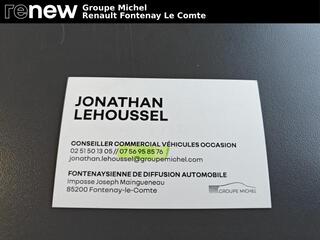 renew
Groupe Michel
Renault Fontenay Le Comte
JONATHAN
LEHOUSSEL
CONSEILLER COMMERCIAL VÉHICULES OCCASION
02 51 50 13 05 // 07 56 95 85 76
jonathan.lehoussel@groupemichel.com
FONTENAYSIENNE DE DIFFUSION AUTOMOBILE
Impasse Joseph Maingueneau
85200 Fontenay-le-Comte
GROUPE MICHEL